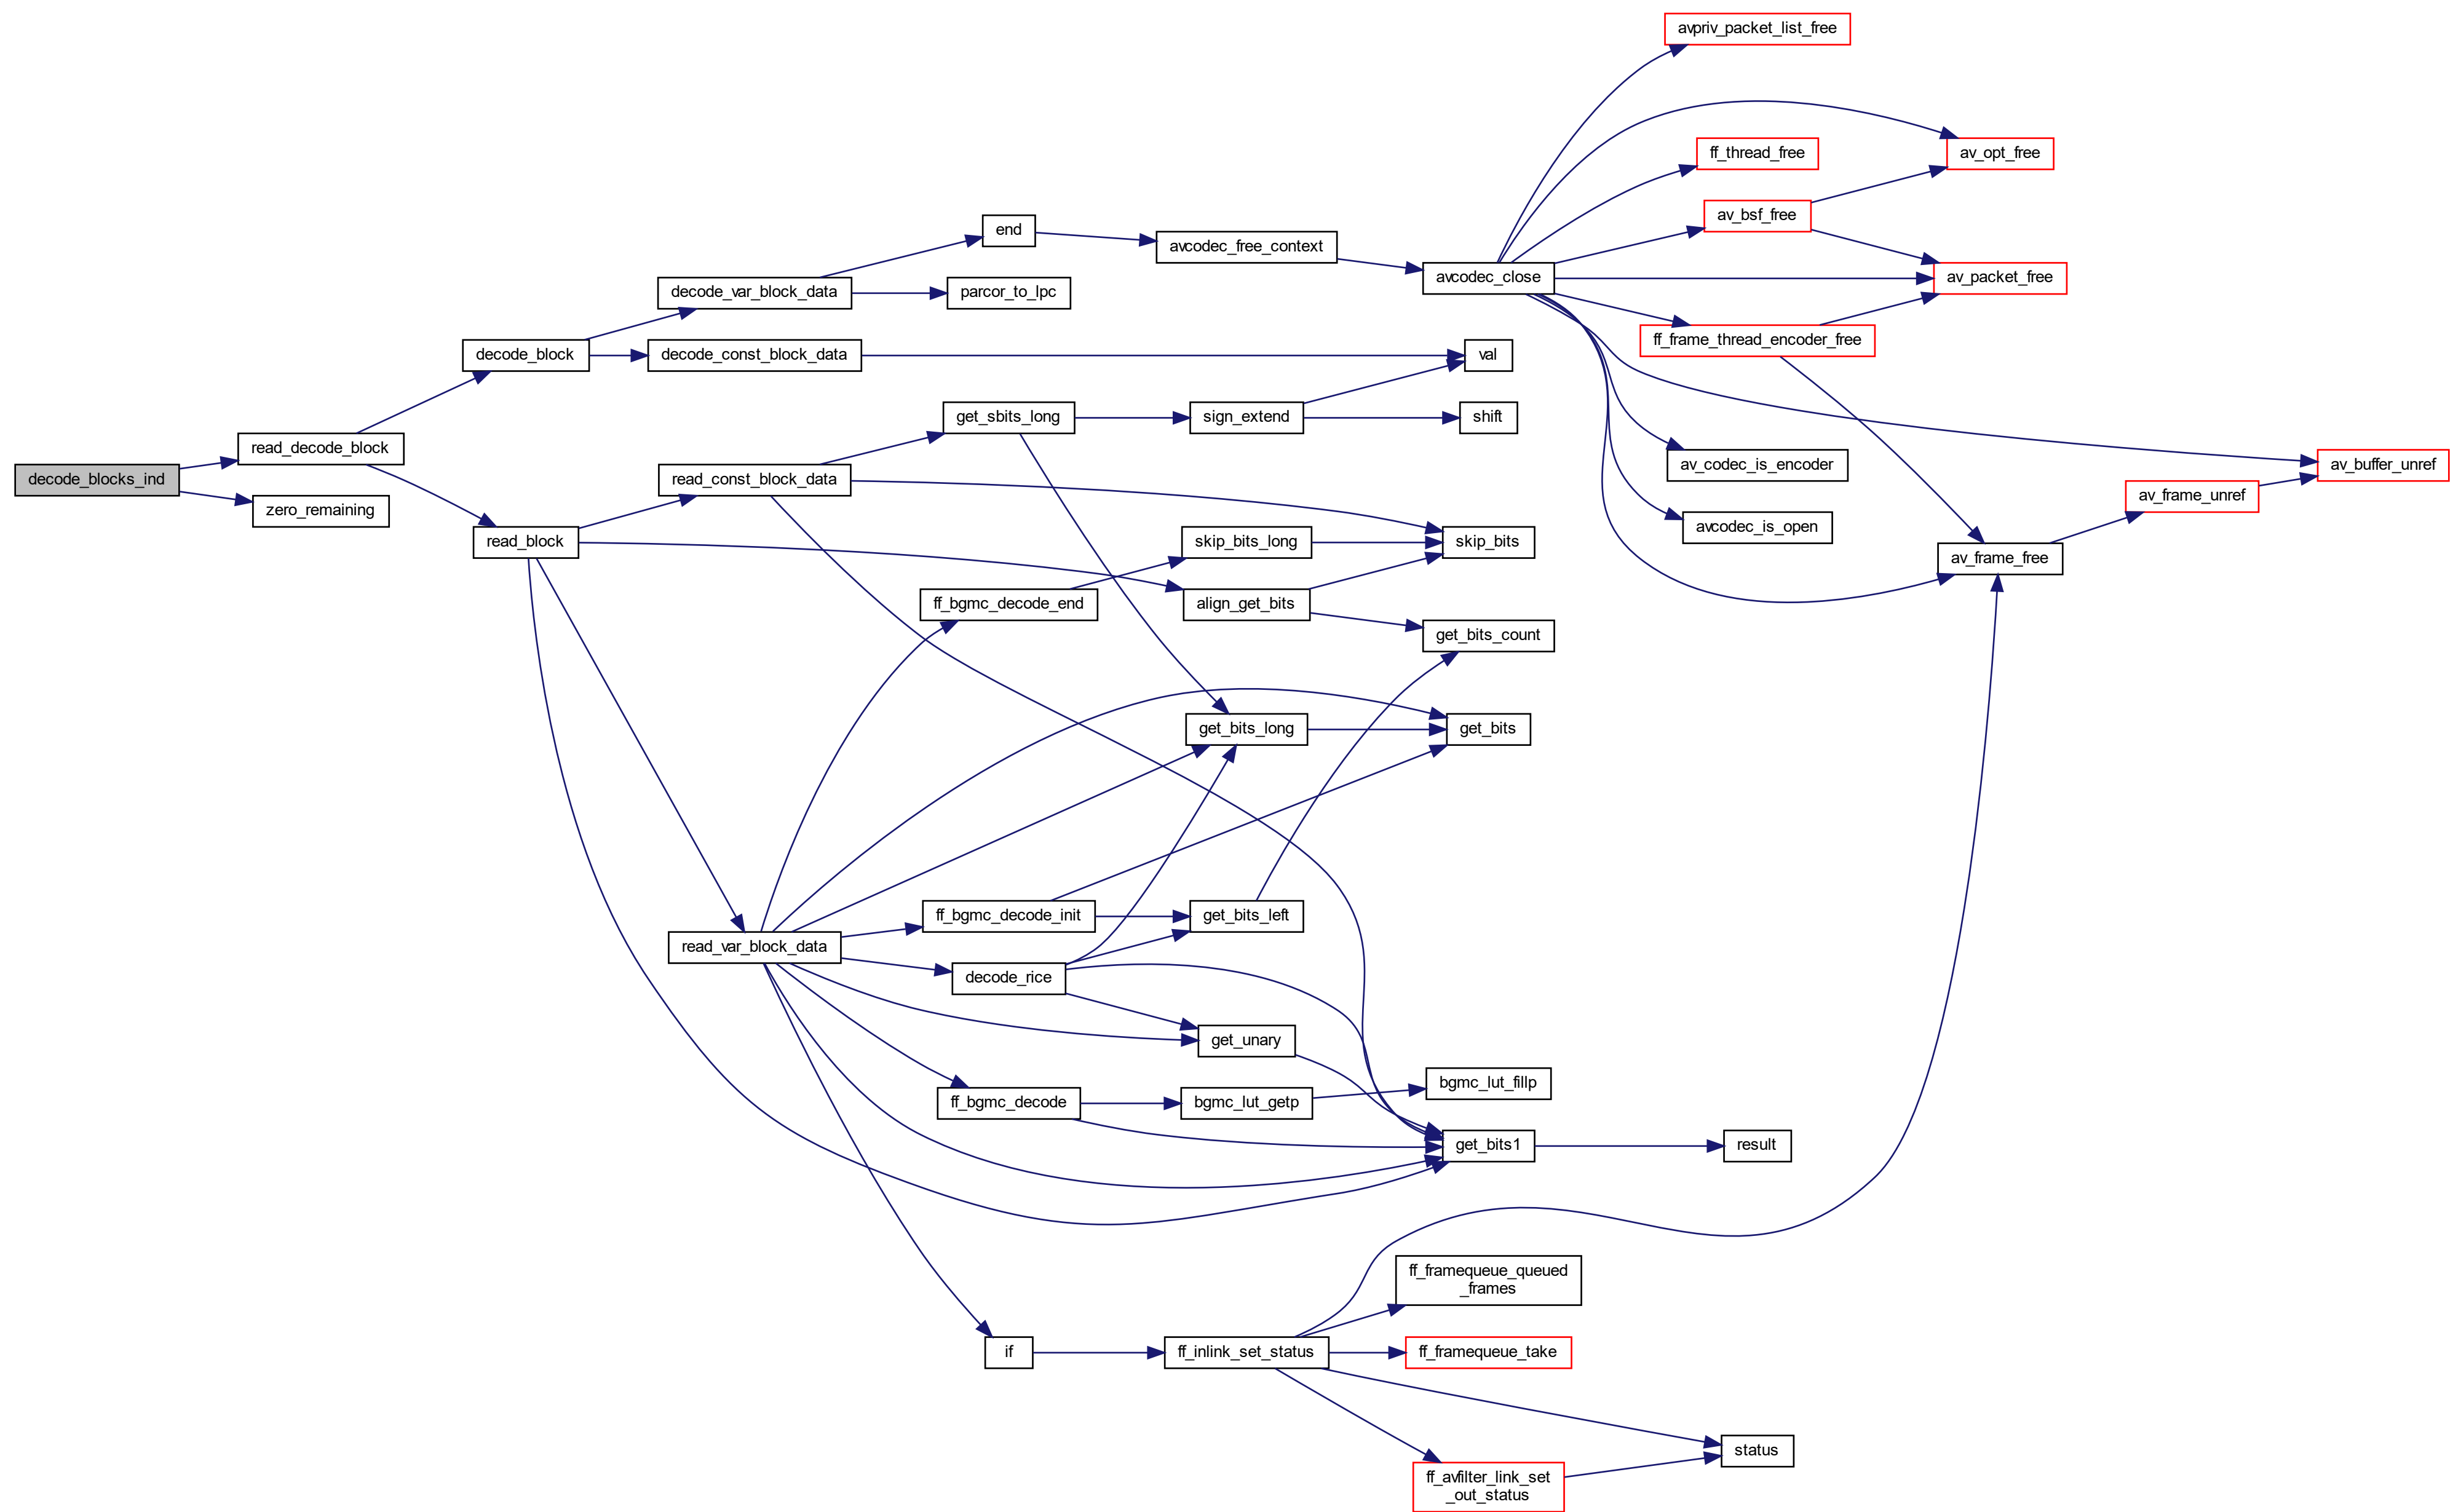 avpriv_packet_list_free
ff_thread_free
av_opt_free
av_bsf_free
end
avcodec_free_context
avcodec_close
av_packet_free
decode_var_block_data
parcor_to_lpc
ff_frame_thread_encoder_free
decode_block
decode_const_block_data
val
get_sbits_long
sign_extend
shift
read_decode_block
av_codec_is_encoder
av_buffer_unref
decode_blocks_ind
read_const_block_data
av_frame_unref
zero_remaining
avcodec_is_open
read_block
skip_bits_long
skip_bits
av_frame_free
ff_bgmc_decode_end
align_get_bits
get_bits_count
get_bits_long
get_bits
ff_bgmc_decode_init
get_bits_left
read_var_block_data
decode_rice
get_unary
ff_bgmc_decode
bgmc_lut_getp
bgmc_lut_fillp
get_bits1
result
ff_framequeue_queued
_frames
if
ff_inlink_set_status
ff_framequeue_take
status
ff_avfilter_link_set
_out_status